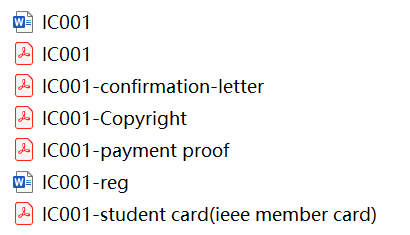 IC001
IC001
IC001-confirmation-letter
IC001-Copyright
IC001-payment proof
IC001-reg
IC001-student card(ieee member card)